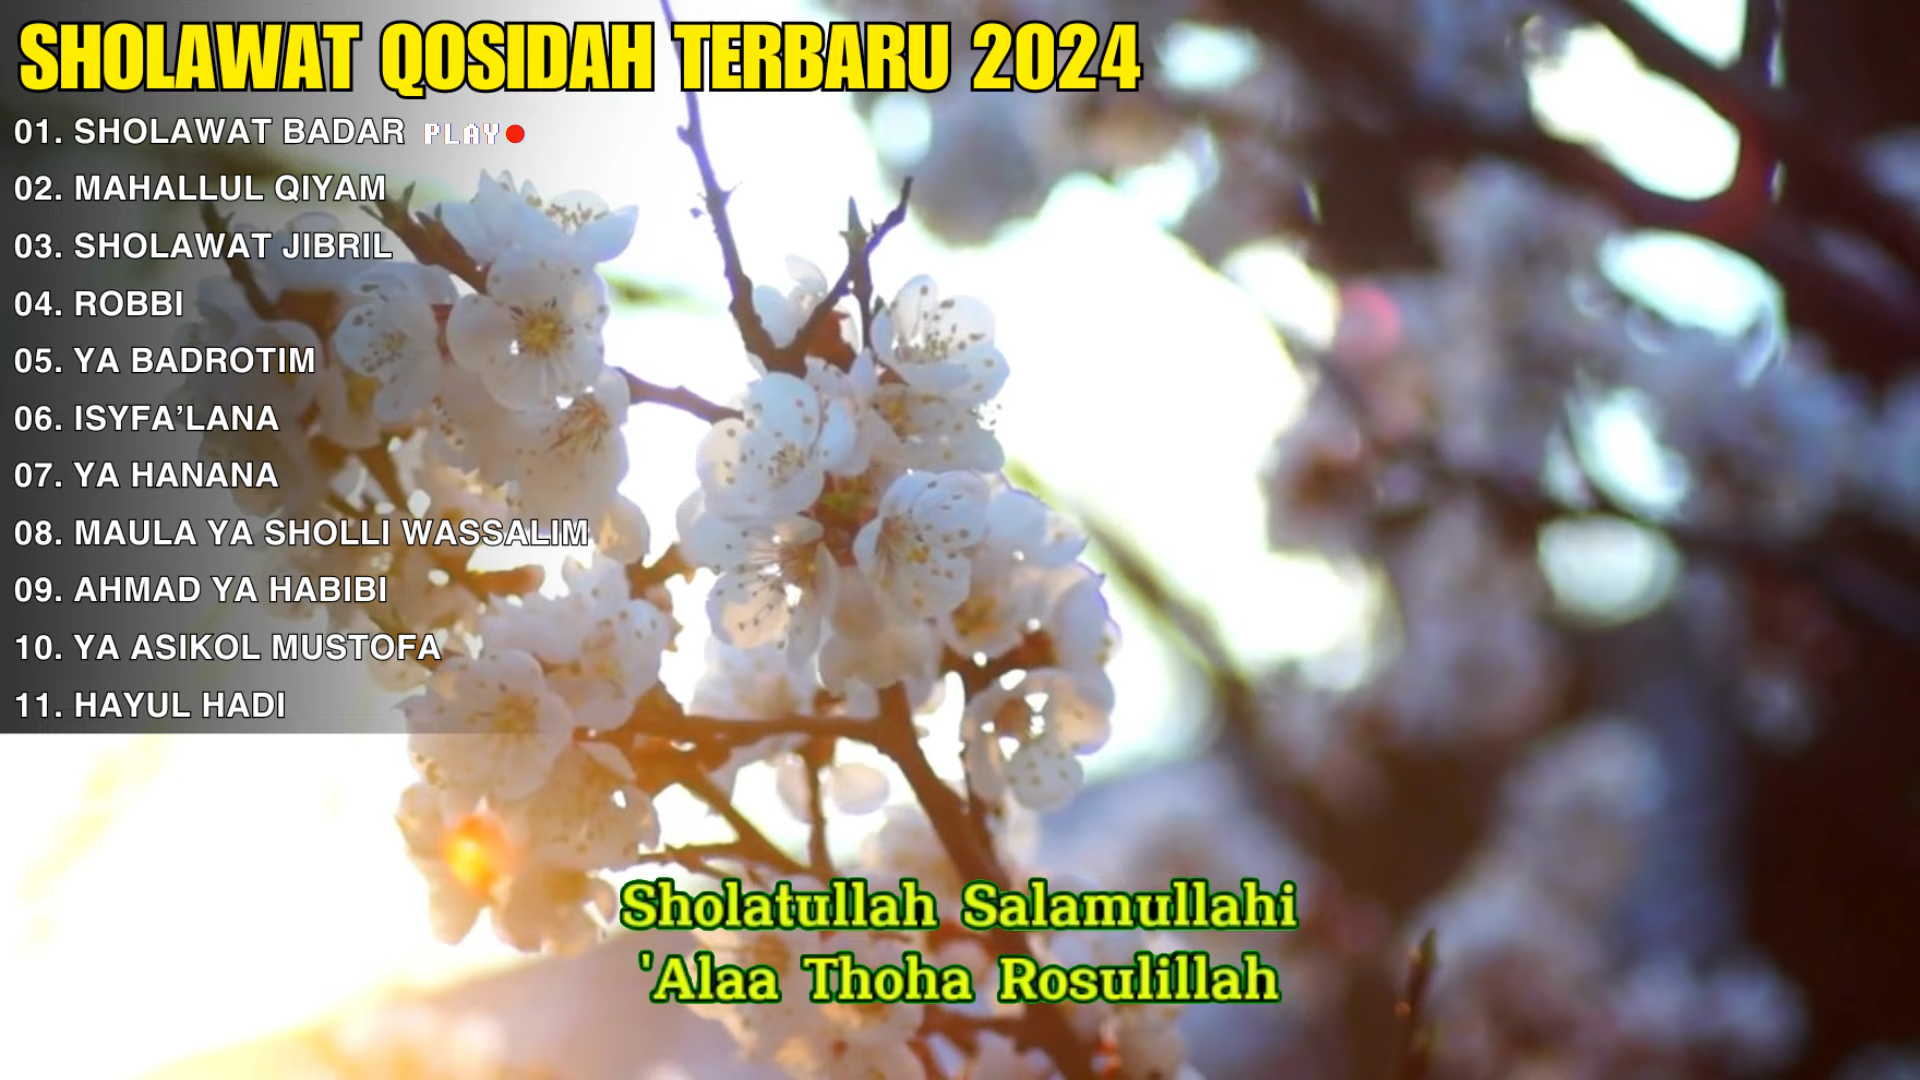 SHOLAWAT QOSIDAH TERBARU 2024
01. SHOLAWAT BADAR PLAY
02. MAHALLUL QIYAM
03. SHOLAWAT JIBRIL
04. ROBBI
05. YA BADROTIM
06. ISYFA’LANA
07. YA HANANA
08. MAULA YA SHOLLI WASSALIM
09. AHMAD YA HABIBI
10. YA ASIKOL MUSTOFA
11. HAYUL HADI
Sholatullah Salamullahi
'Alaa Thoha Rosulillah